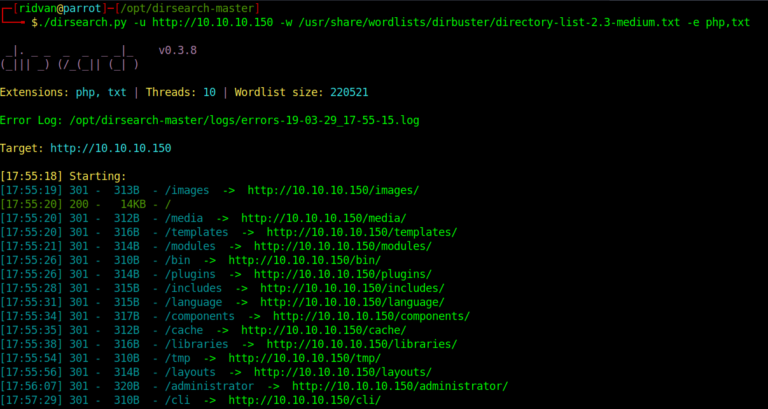 ┌─[ridvan@parrot]─[/opt/dirsearch-master]
└──╼ $./dirsearch.py -u http://10.10.10.150 -w /usr/share/wordlists/dirbuster/directory-list-2.3-medium.txt -e php,txt
 _|. _ _  _  _  _ _|_    v0.3.8
(_||| _) (/_(_|| (_| )
Extensions: php, txt | Threads: 10 | Wordlist size: 220521
Error Log: /opt/dirsearch-master/logs/errors-19-03-29_17-55-15.log
Target: http://10.10.10.150
[17:55:18] Starting:
[17:55:19] 301 -  313B  - /images  ->  http://10.10.10.150/images/
[17:55:20] 200 -   14KB - /
[17:55:20] 301 -  312B  - /media  ->  http://10.10.10.150/media/
[17:55:20] 301 -  316B  - /templates  ->  http://10.10.10.150/templates/
[17:55:21] 301 -  314B  - /modules  ->  http://10.10.10.150/modules/
[17:55:26] 301 -  310B  - /bin  ->  http://10.10.10.150/bin/
[17:55:26] 301 -  314B  - /plugins  ->  http://10.10.10.150/plugins/
[17:55:28] 301 -  315B  - /includes  ->  http://10.10.10.150/includes/
[17:55:31] 301 -  315B  - /language  ->  http://10.10.10.150/language/
[17:55:34] 301 -  317B  - /components  ->  http://10.10.10.150/components/
[17:55:35] 301 -  312B  - /cache  ->  http://10.10.10.150/cache/
[17:55:38] 301 -  316B  - /libraries  ->  http://10.10.10.150/libraries/
[17:55:54] 301 -  310B  - /tmp  ->  http://10.10.10.150/tmp/
[17:55:56] 301 -  314B  - /layouts  ->  http://10.10.10.150/layouts/
[17:56:07] 301 -  320B  - /administrator  ->  http://10.10.10.150/administrator/
[17:57:29] 301 -  310B  - /cli  ->  http://10.10.10.150/cli/